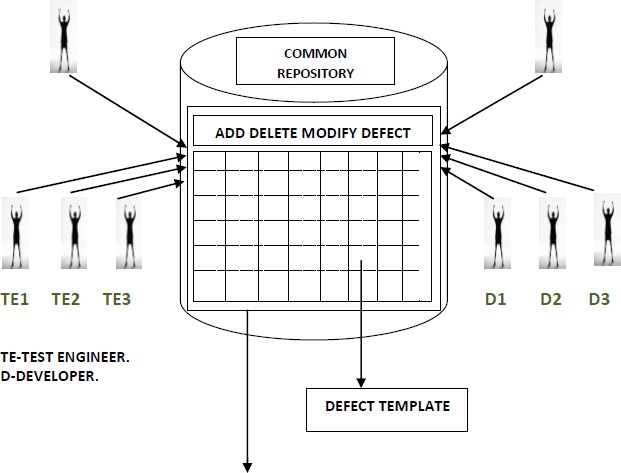 COMMON
REPOSITORY
ADD DELETE MODIFY DEFECT
TE1 TE2 TE3
D1 D2 D3
TE-TEST ENGINEER.
D-DEVELOPER.
DEFECT TEMPLATE